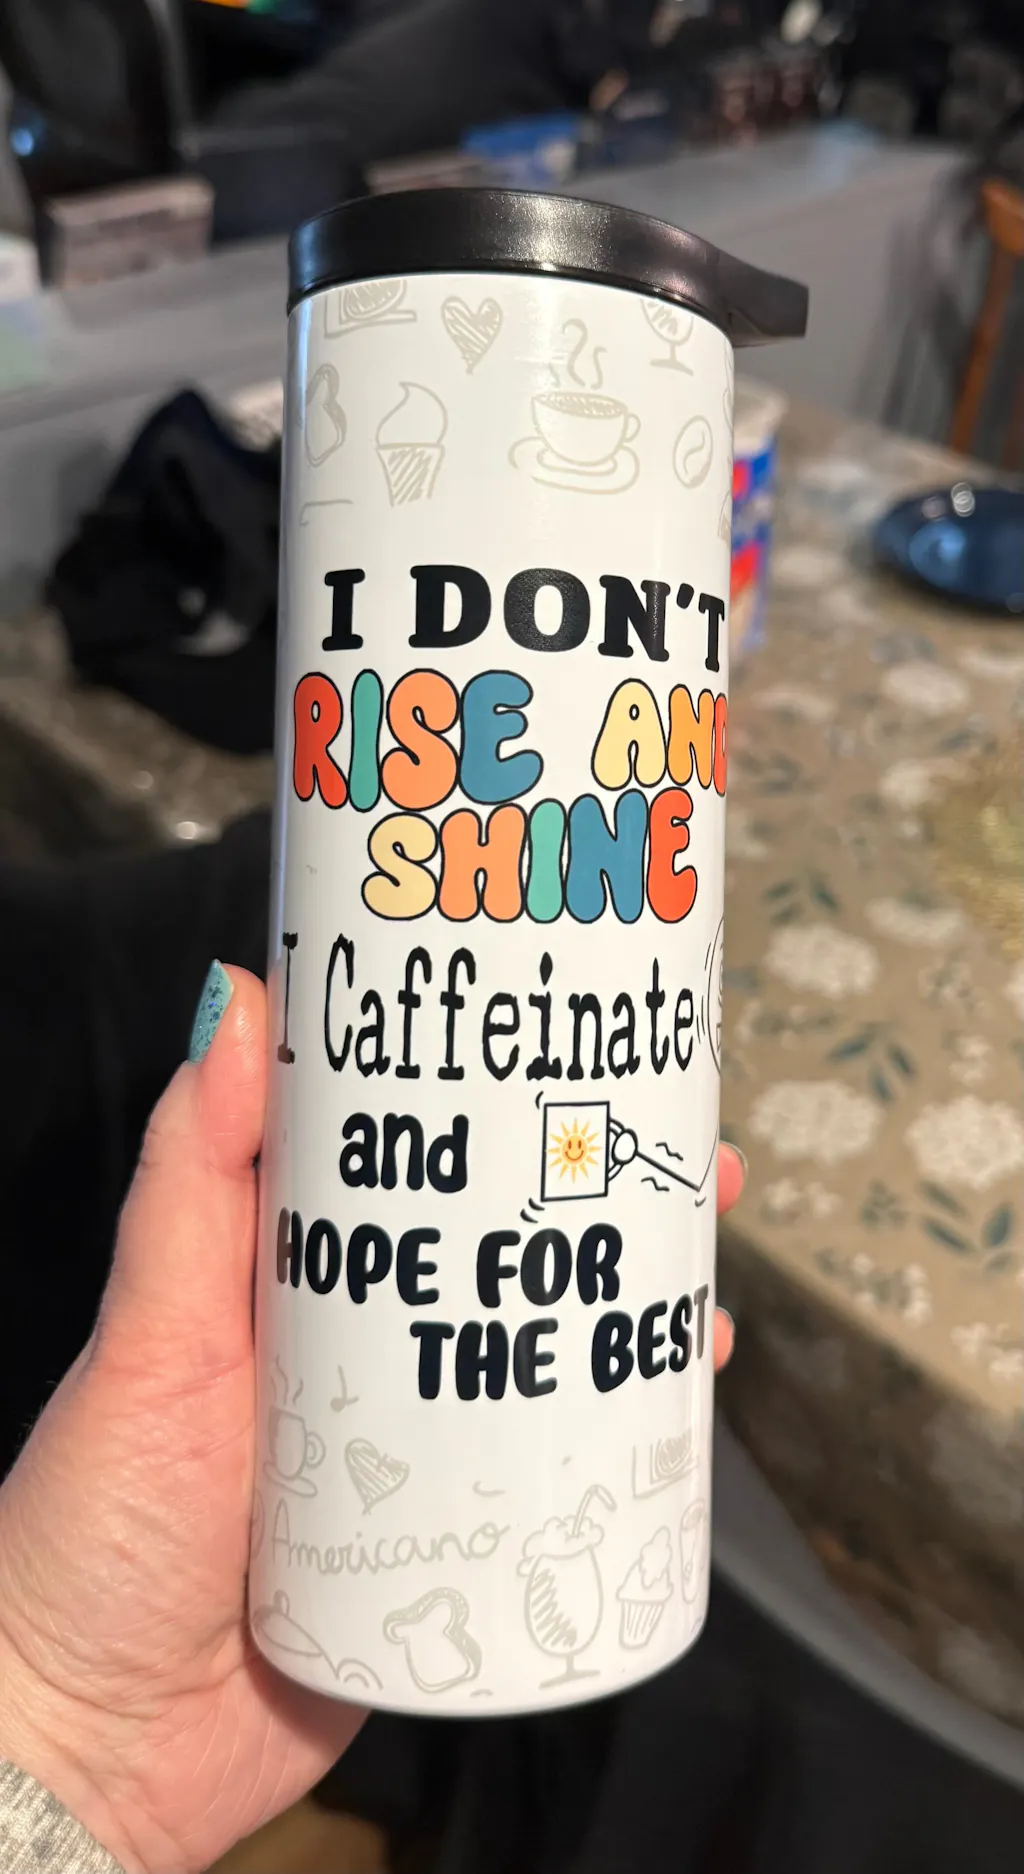 I DON'T
RISE AND
SHINE
I Caffeinate
and
HOPE FOR
THE BEST
Americano